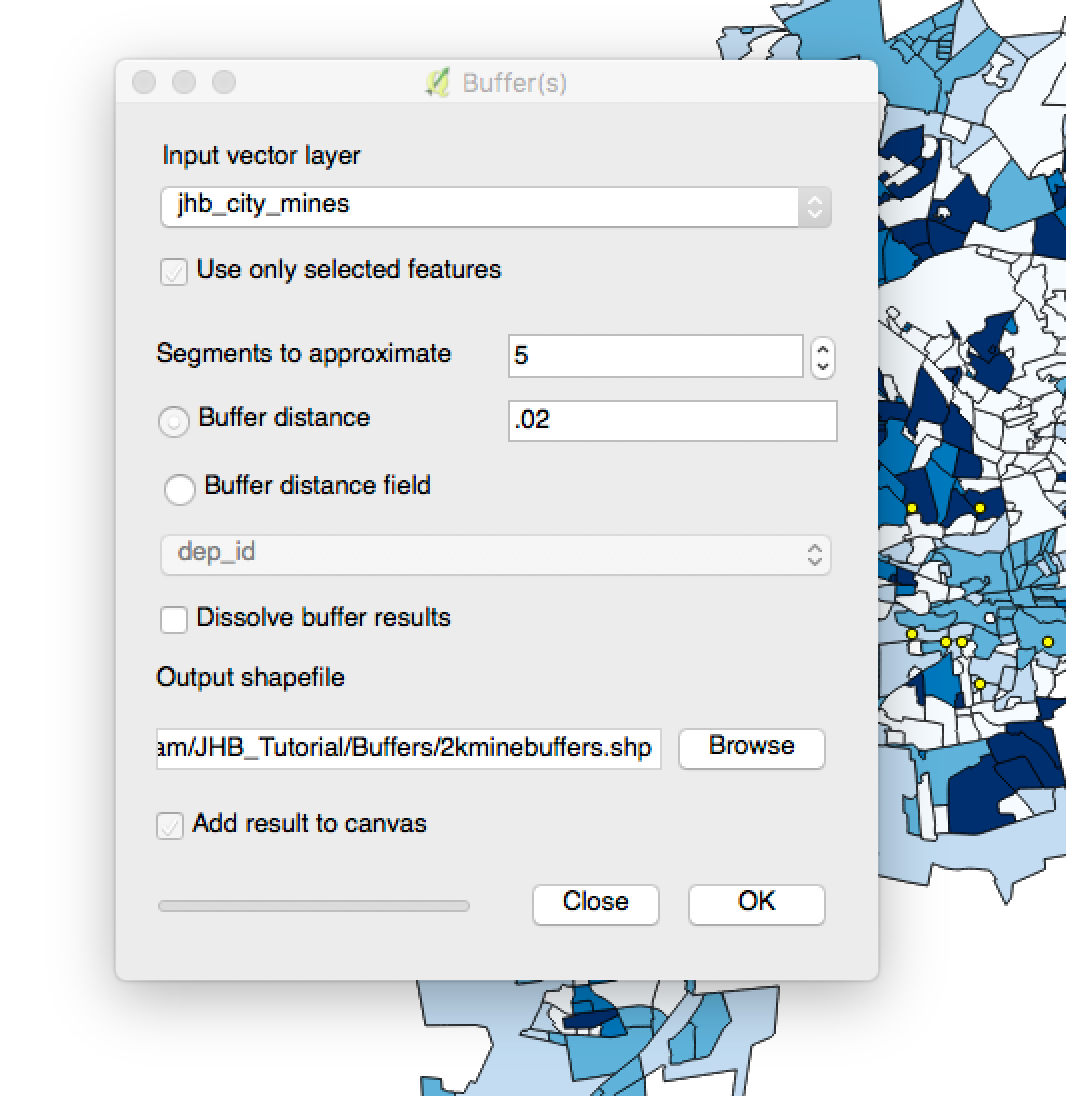 Buffer(s)
Input vector layer
jhb_city_mines
Use only selected features
Segments to approximate 5
Buffer distance .02
Buffer distance field
dep_id
Dissolve buffer results
Output shapefile
am/JHB_Tutorial/Buffers/2kminebuffers.shp Browse
Add result to canvas
Close OK